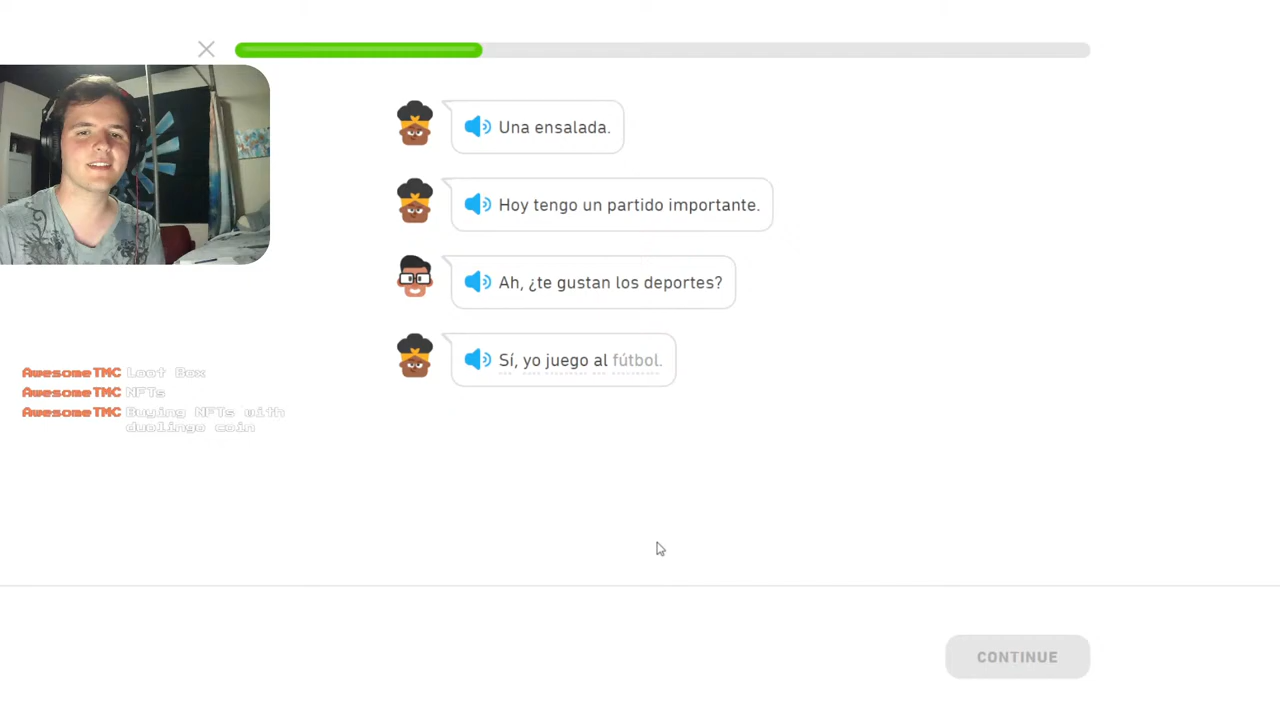 Una ensalada.
Hoy tengo un partido importante.
Ah, ¿te gustan los deportes?
Sí, yo juego al fútbol.
AwesomeTMC Loot Box
AwesomeTMC NFTs
AwesomeTMC Buying NFTs with
duolingo coin
CONTINUE